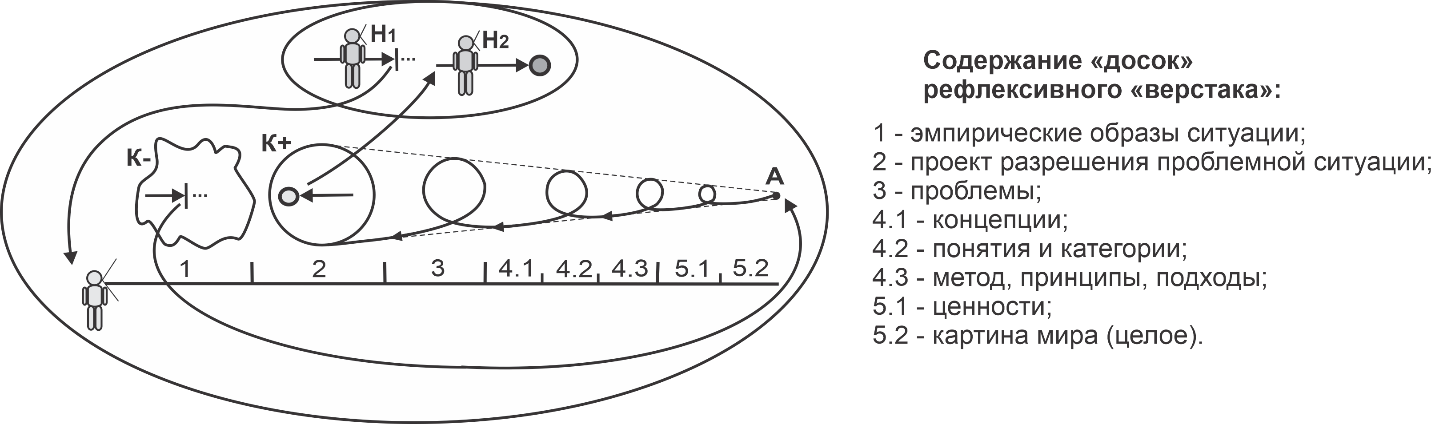 Н1
...
Н2
К-
...
К+
А
1 2 3 4.1 4.2 4.3 5.1 5.2
Содержание «досок»
рефлексивного «верстака»:
1 - эмпирические образы ситуации;
2 - проект разрешения проблемной ситуации;
3 - проблемы;
4.1 - концепции;
4.2 - понятия и категории;
4.3 - метод, принципы, подходы;
5.1 - ценности;
5.2 - картина мира (целое).